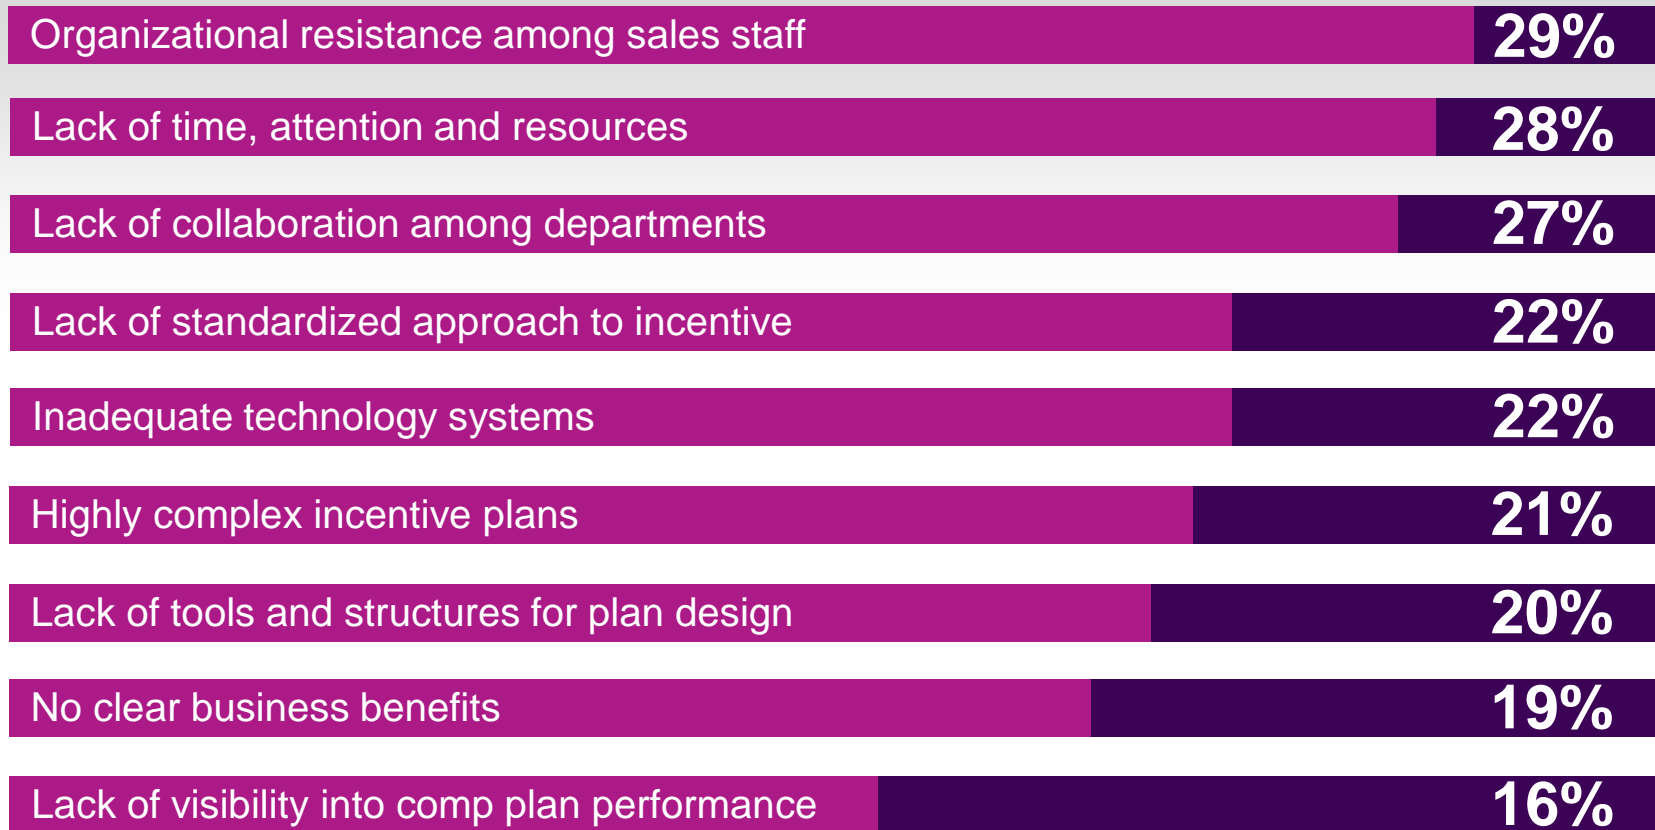 Organizational resistance among sales staff 29%
Lack of time, attention and resources 28%
Lack of collaboration among departments 27%
Lack of standardized approach to incentive 22%
Inadequate technology systems 22%
Highly complex incentive plans 21%
Lack of tools and structures for plan design 20%
No clear business benefits 19%
Lack of visibility into comp plan performance 16%